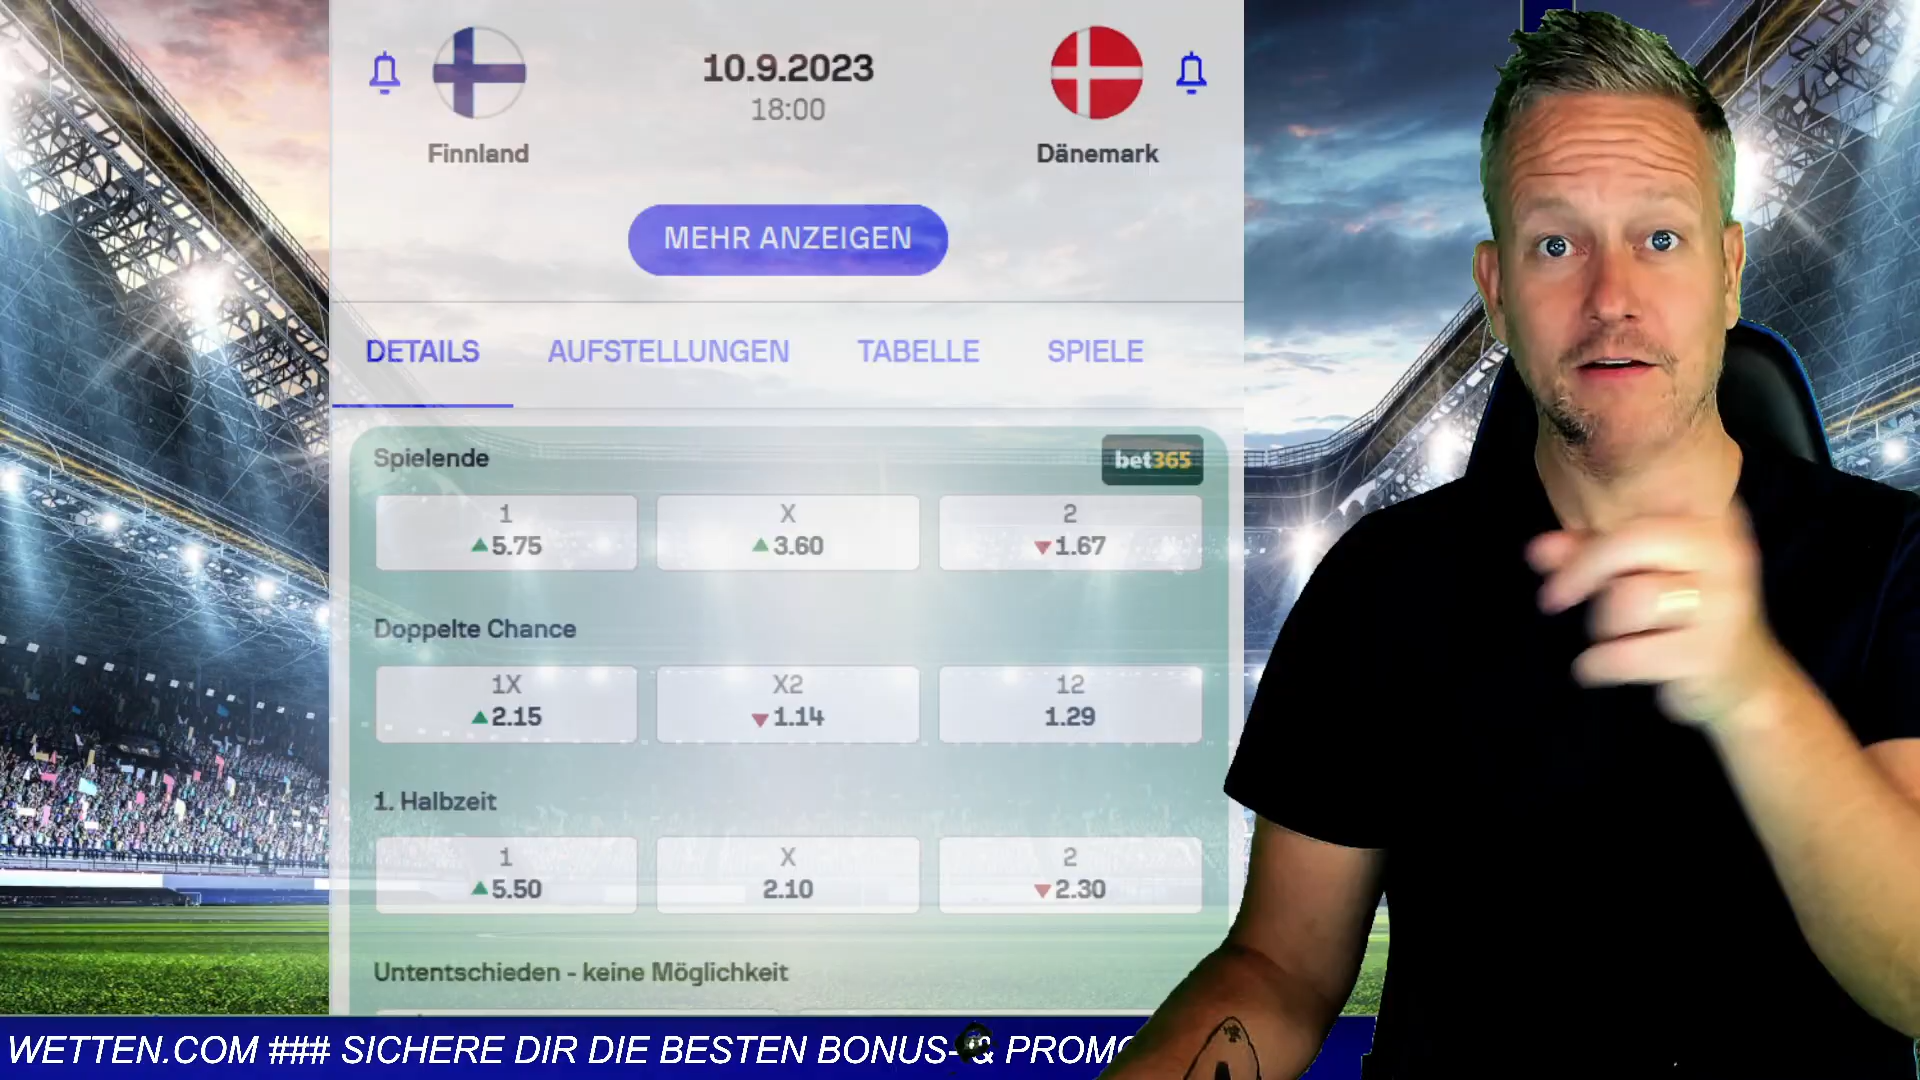 10.9.2023
18:00
Finnland
Dänemark
MEHR ANZEIGEN
DETAILS AUFSTELLUNGEN TABELLE SPIELE
Spielende
bet365
1 X 2
5.75 3.60 1.67
Doppelte Chance
1X X2 12
2.15 1.14 1.29
1. Halbzeit
1 X 2
5.50 2.10 2.30
Untentschieden - keine Möglichkeit
WETTEN.COM ### SICHERE DIR DIE BESTEN BONUS- & PROMO